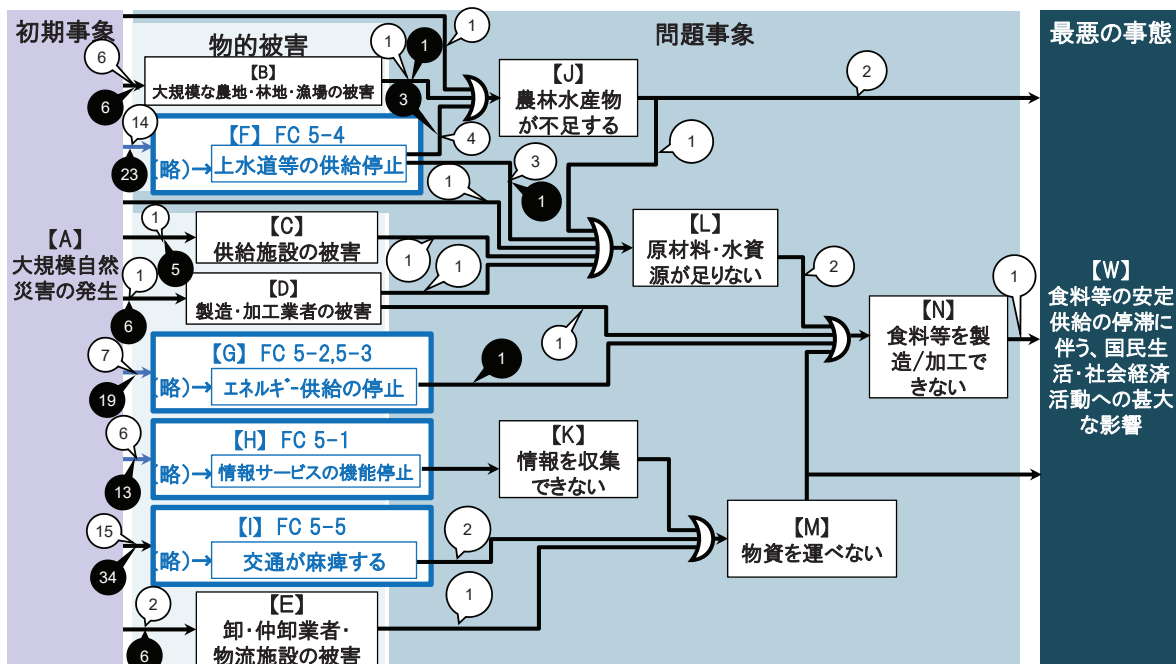 初期事象
物的被害
問題事象
最悪の事態
【A】
大規模自然
災害の発生
6
6
【B】
大規模な農地・林地・漁場の被害
1
1
1
3
4
【J】
農林水産物
が不足する
2
1
14
23
【F】 FC 5-4
(略)→
上水道等の供給停止
3
1
1
1
5
【C】
供給施設の被害
1
【L】
原材料・水資
源が足りない
2
1
6
【D】
製造・加工業者の被害
1
1
7
19
【G】 FC 5-2,5-3
(略)→
エネルギー供給の停止
1
【N】
食料等を製
造/加工で
きない
1
【W】
食料等の安定
供給の停滞に
伴う、国民生
活・社会経済
活動への甚大
な影響
6
13
【H】 FC 5-1
(略)→
情報サービスの機能停止
【K】
情報を収集
できない
15
34
【I】 FC 5-5
(略)→
交通が麻痺する
2
【M】
物資を運べない
2
6
【E】
卸・仲卸業者・
物流施設の被害
1